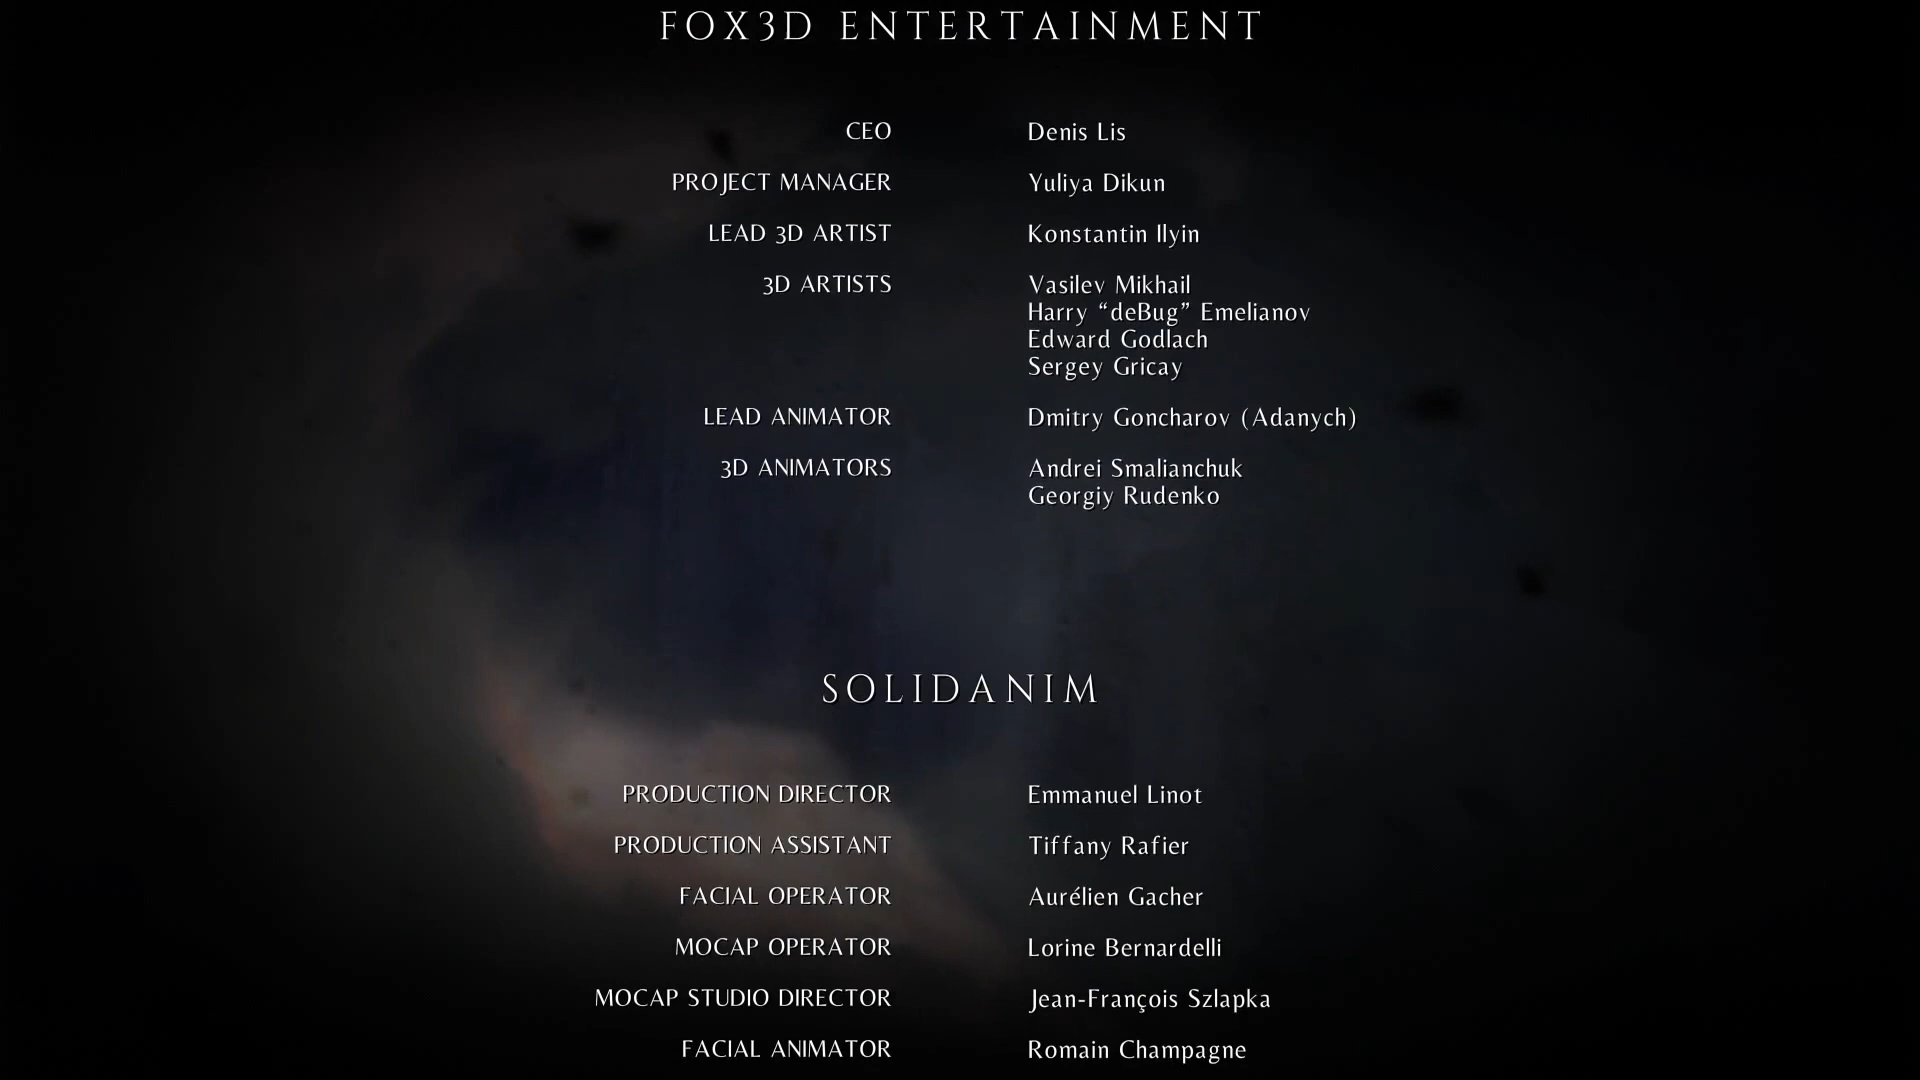 FOX3D ENTERTAINMENT
CEO Denis Lis
PROJECT MANAGER Yuliya Dikun
LEAD 3D ARTIST Konstantin Ilyin
3D ARTISTS Vasilev Mikhail
Harry “deBug” Emelianov
Edward Godlach
Sergey Gricay
LEAD ANIMATOR Dmitry Goncharov (Adanych)
3D ANIMATORS Andrei Smalianchuk
Georgiy Rudenko
SOLIDANIM
PRODUCTION DIRECTOR Emmanuel Linot
PRODUCTION ASSISTANT Tiffany Rafier
FACIAL OPERATOR Aurélien Gacher
MOCAP OPERATOR Lorine Bernardelli
MOCAP STUDIO DIRECTOR Jean-François Szlapka
FACIAL ANIMATOR Romain Champagne